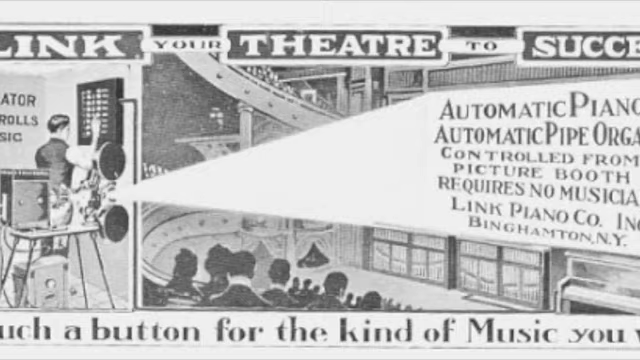 LINK YOUR THEATRE TO SUCCE
ATOR
ROLLS
SIC
AUTOMATIC PIANO
AUTOMATIC PIPE ORGA
CONTROLLED FROM
PICTURE BOOTH
REQUIRES NO MUSICIA
LINK PIANO CO. INC
BINGHAMTON, N.Y.
uch a button for the kind of Music you